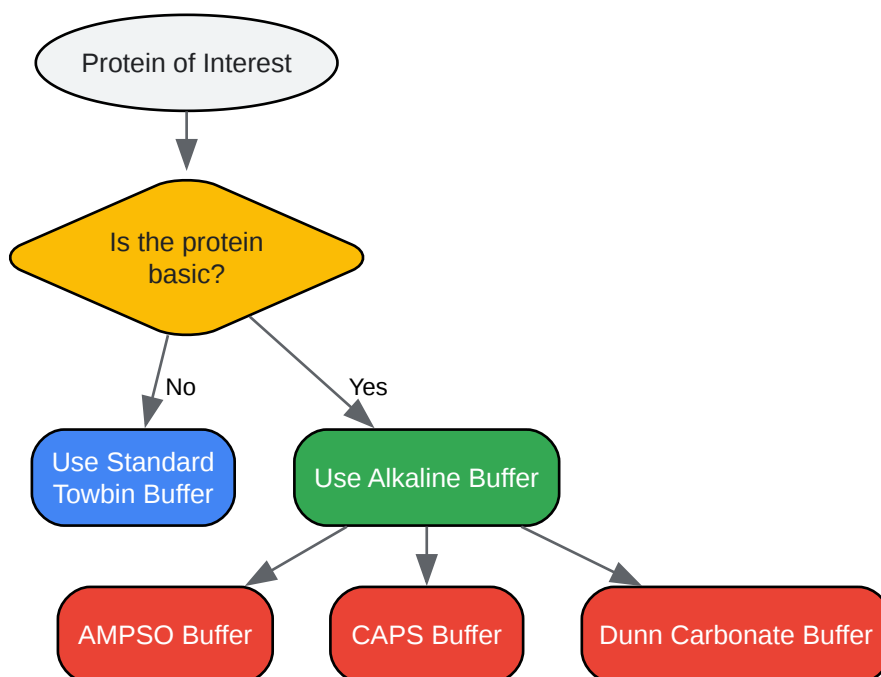 Protein of Interest
Is the protein
basic?
No
Yes
Use Standard
Towbin Buffer
Use Alkaline Buffer
AMPSO Buffer
CAPS Buffer
Dunn Carbonate Buffer